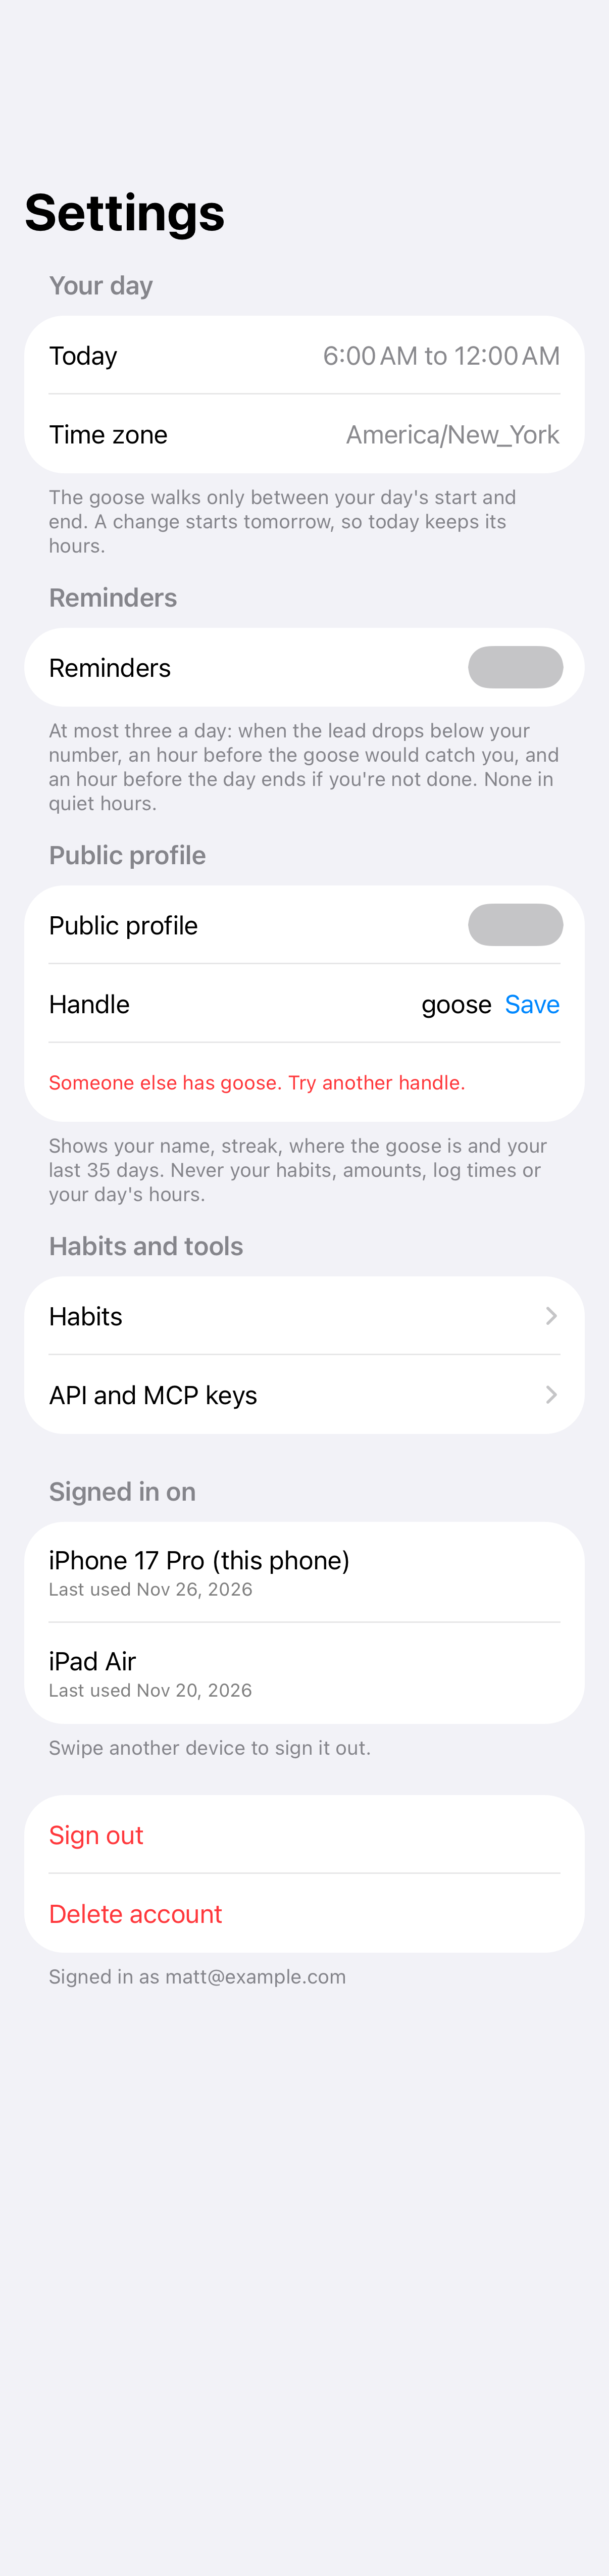 Settings
Your day
Today 6:00 AM to 12:00 AM
Time zone America/New_York
The goose walks only between your day's start and
end. A change starts tomorrow, so today keeps its
hours.
Reminders
Reminders
At most three a day: when the lead drops below your
number, an hour before the goose would catch you, and
an hour before the day ends if you're not done. None in
quiet hours.
Public profile
Public profile
Handle goose Save
Someone else has goose. Try another handle.
Shows your name, streak, where the goose is and your
last 35 days. Never your habits, amounts, log times or
your day's hours.
Habits and tools
Habits
API and MCP keys
Signed in on
iPhone 17 Pro (this phone)
Last used Nov 26, 2026
iPad Air
Last used Nov 20, 2026
Swipe another device to sign it out.
Sign out
Delete account
Signed in as matt@example.com